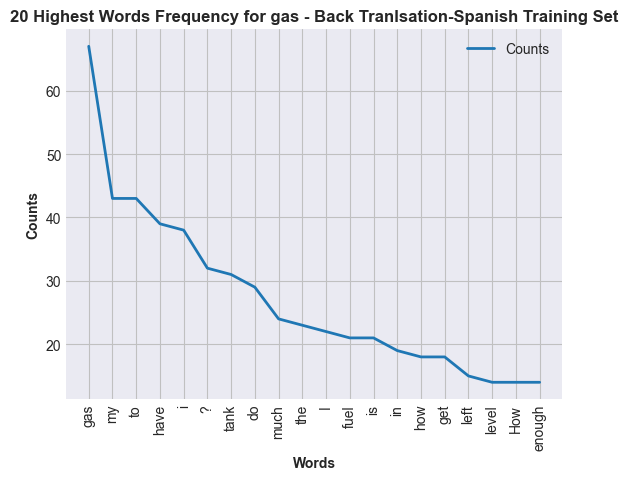 20 Highest Words Frequency for gas - Back Tranlsation-Spanish Training Set
Counts
Counts
60
50
40
30
20
gas
my
to
have
i
?
tank
do
much
the
I
fuel
is
in
how
get
left
level
How
enough
Words